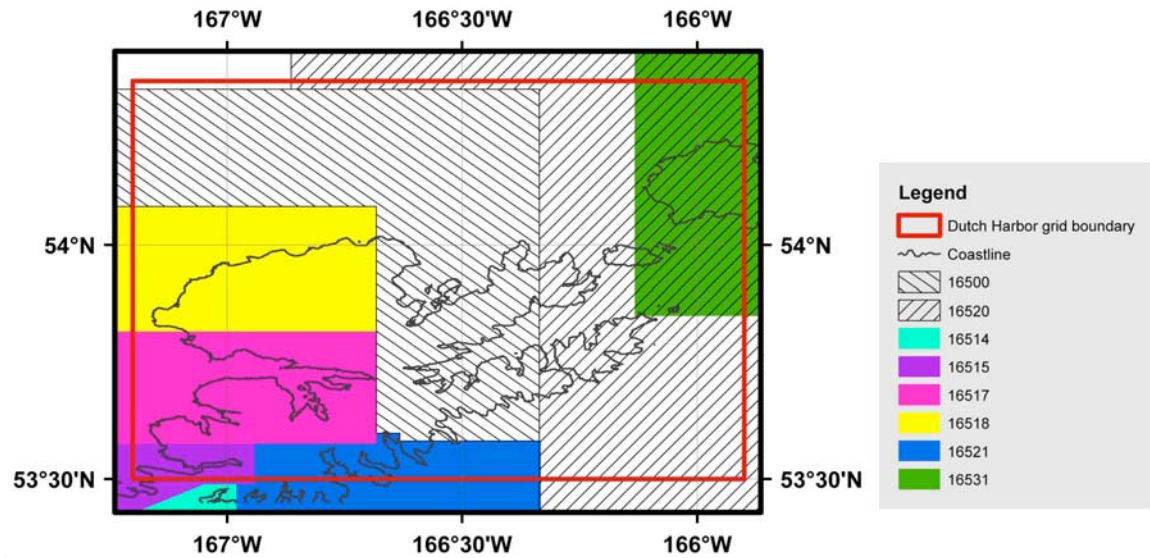 167°W 166°30'W 166°W
54°N 54°N
53°30'N 53°30'N
167°W 166°30'W 166°W
Legend
Dutch Harbor grid boundary
Coastline
16500
16520
16514
16515
16517
16518
16521
16531